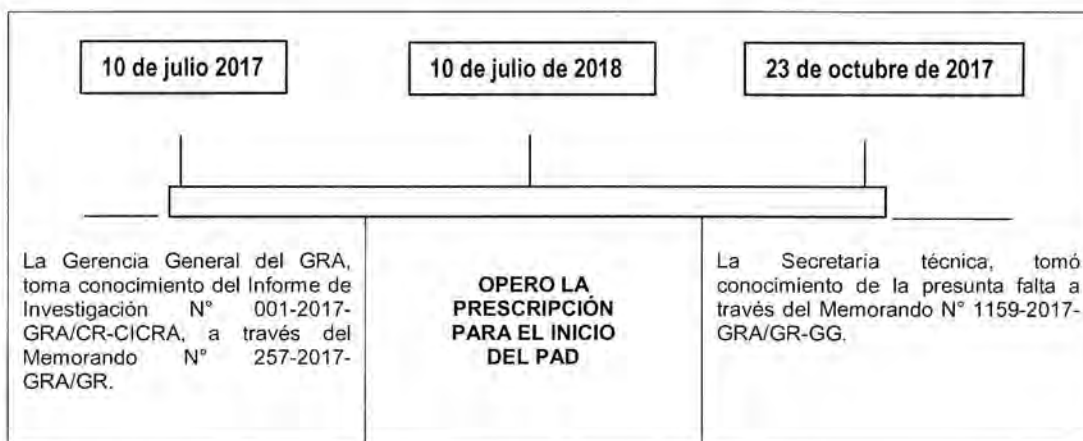 10 de julio 2017
10 de julio de 2018
23 de octubre de 2017
La Gerencia General del GRA,
toma conocimiento del Informe de
Investigación N° 001-2017-
GRA/CR-CICRA, a través del
Memorando N° 257-2017-
GRA/GR.
OPERO LA
PRESCRIPCIÓN
PARA EL INICIO
DEL PAD
La Secretaria técnica, tomó
conocimiento de la presunta falta a
través del Memorando N° 1159-2017-
GRA/GR-GG.